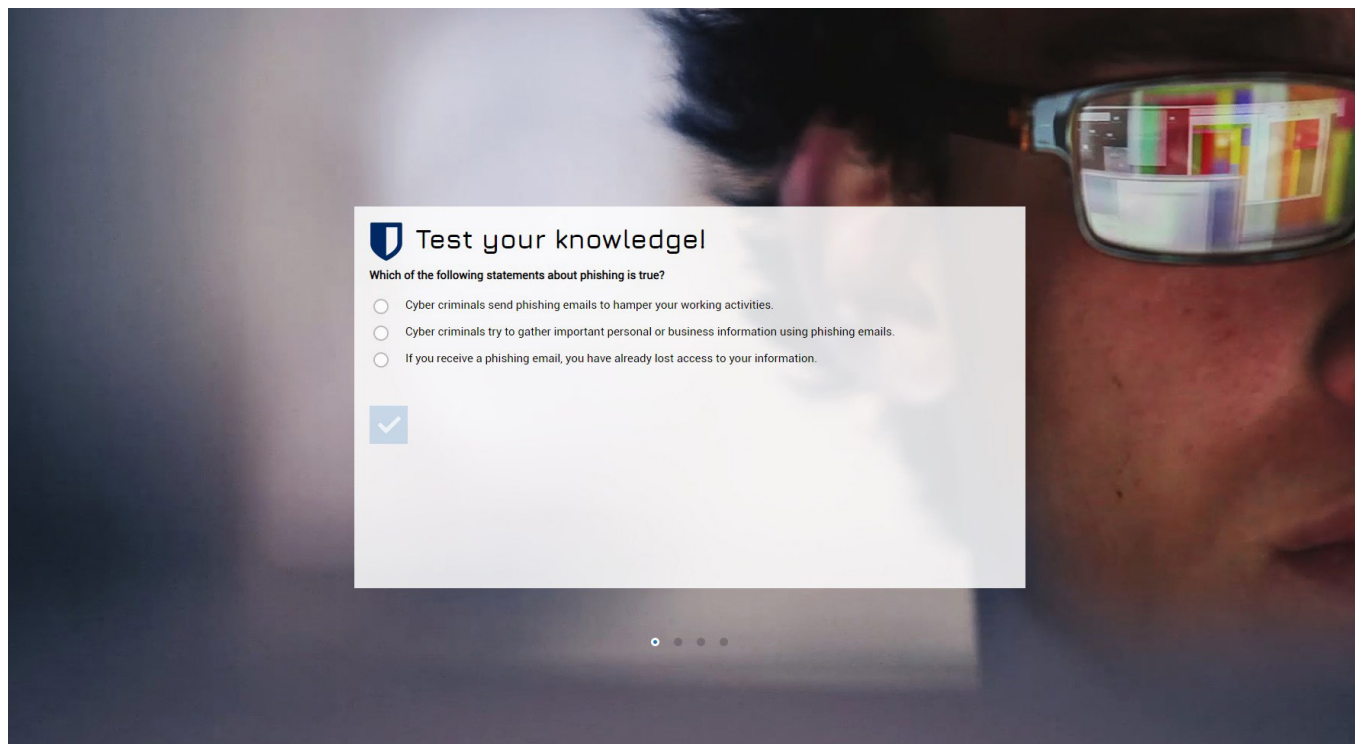 Test your knowledge!
Which of the following statements about phishing is true?
Cyber criminals send phishing emails to hamper your working activities.
Cyber criminals try to gather important personal or business information using phishing emails.
If you receive a phishing email, you have already lost access to your information.